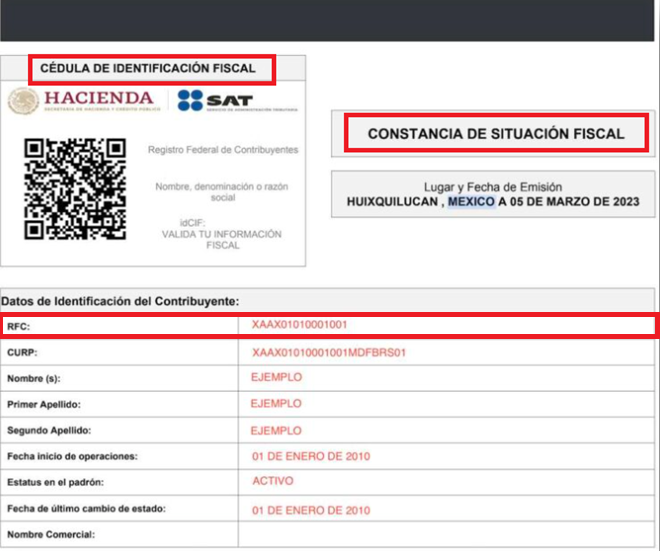 CÉDULA DE IDENTIFICACIÓN FISCAL
HACIENDA
SECRETARÍA DE HACIENDA Y CRÉDITO PÚBLICO
SAT
SERVICIO DE ADMINISTRACIÓN TRIBUTARIA
Registro Federal de Contribuyentes
Nombre, denominación o razón
social
idCIF:
VALIDA TU INFORMACIÓN
FISCAL
CONSTANCIA DE SITUACIÓN FISCAL
Lugar y Fecha de Emisión
HUIXQUILUCAN , MEXICO A 05 DE MARZO DE 2023
Datos de Identificación del Contribuyente:
RFC: XAAX01010001001
CURP: XAAX01010001001MDFBRS01
Nombre (s): EJEMPLO
Primer Apellido: EJEMPLO
Segundo Apellido: EJEMPLO
Fecha inicio de operaciones: 01 DE ENERO DE 2010
Estatus en el padrón: ACTIVO
Fecha de último cambio de estado: 01 DE ENERO DE 2010
Nombre Comercial: